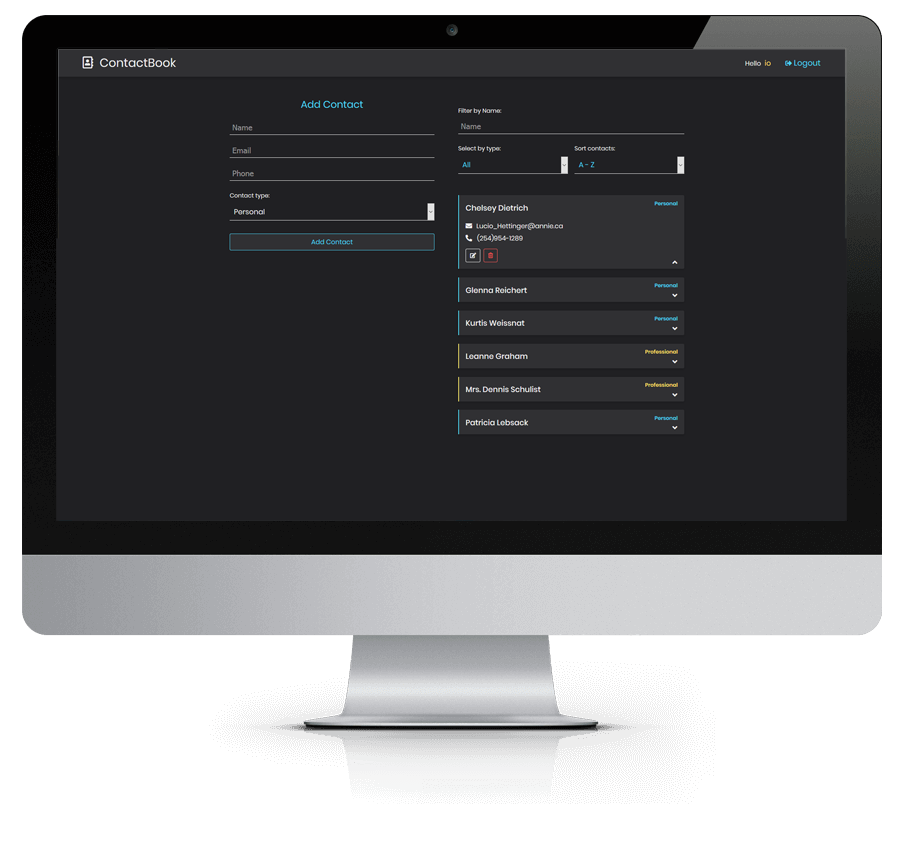 ContactBook
Hello io Logout
Add Contact
Name
Email
Phone
Contact type:
Personal
Add Contact
Filter by Name:
Name
Select by type: Sort contacts:
All A - Z
Chelsey Dietrich Personal
Lucio_Hettinger@annie.ca
(254)954-1289
Glenna Reichert Personal
Kurtis Weissnat Personal
Leanne Graham Professional
Mrs. Dennis Schulist Professional
Patricia Lebsack Personal